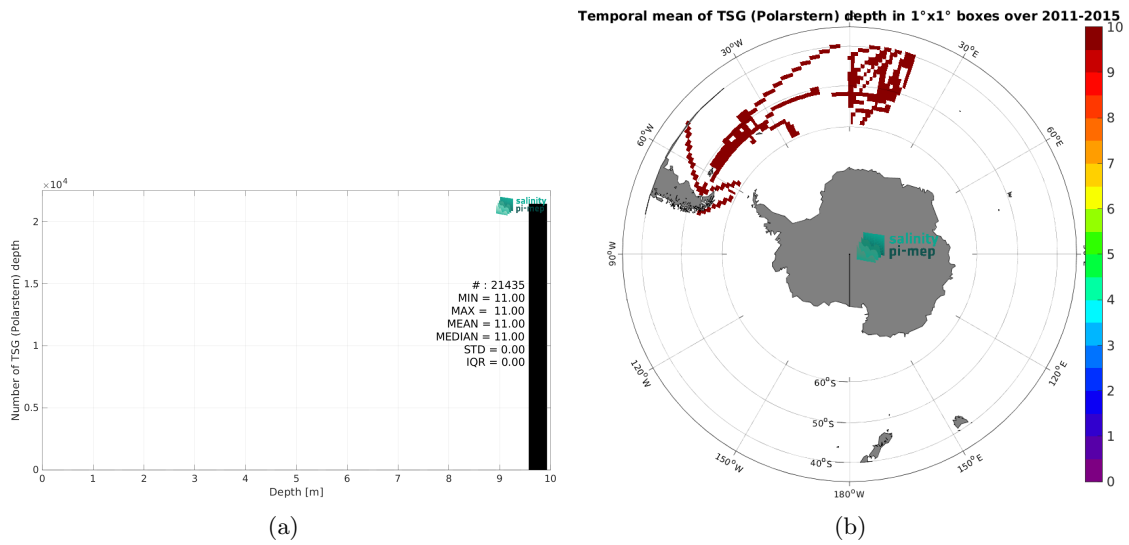 Temporal mean of TSG (Polarstern) depth in 1°x1° boxes over 2011-2015
×10⁴
2
1.5
1
0.5
0
Number of TSG (Polarstern) depth
salinity
pi-mep
# : 21435
MIN = 11.00
MAX = 11.00
MEAN = 11.00
MEDIAN = 11.00
STD = 0.00
IQR = 0.00
0 1 2 3 4 5 6 7 8 9 10
Depth [m]
(a)
30°W
30°E
60°W
60°E
90°W
salinity
pi-mep
120°W
120°E
60°S
50°S
40°S
150°W
150°E
180°W
10
9
8
7
6
5
4
3
2
1
0
(b)